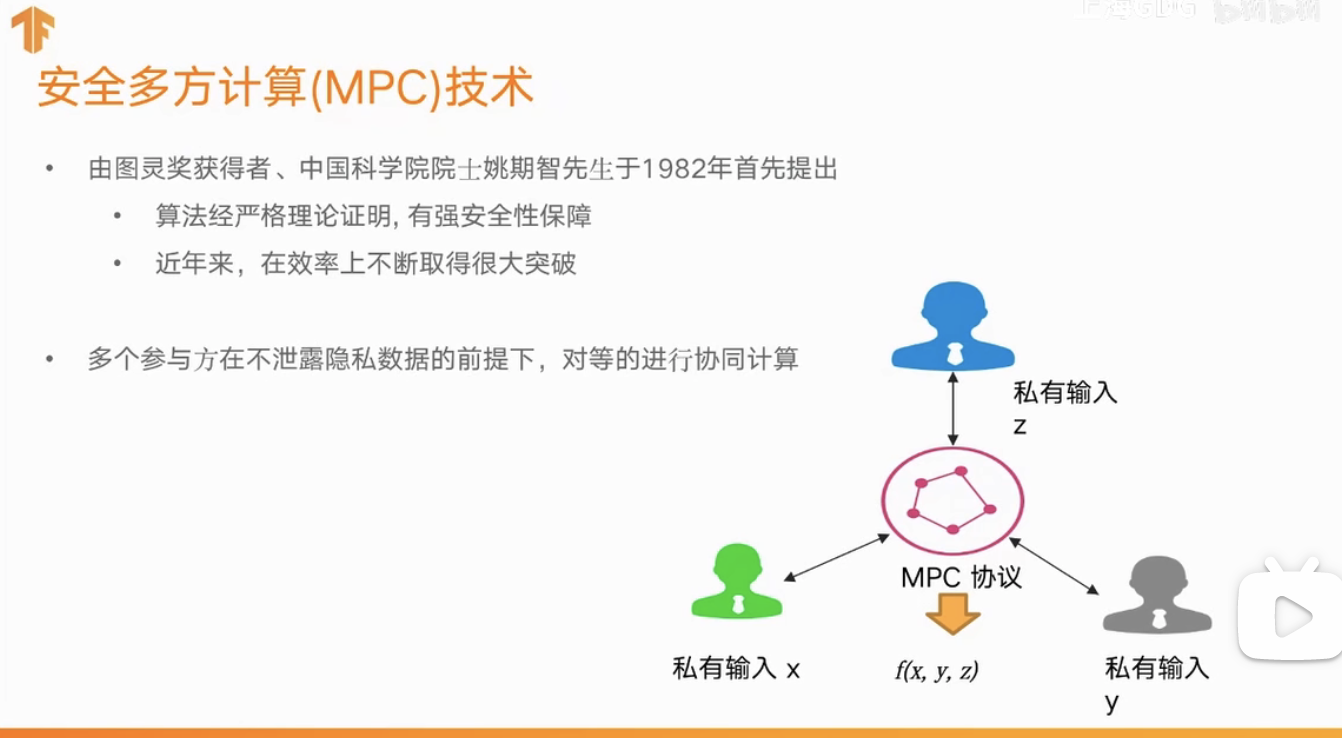 上海GDG
安全多方计算(MPC)技术
• 由图灵奖获得者、中国科学院院士姚期智先生于1982年首先提出
• 算法经严格理论证明, 有强安全性保障
• 近年来，在效率上不断取得很大突破
• 多个参与方在不泄露隐私数据的前提下，对等的进行协同计算
私有输入
z
MPC 协议
私有输入 x
f(x, y, z)
私有输入
y